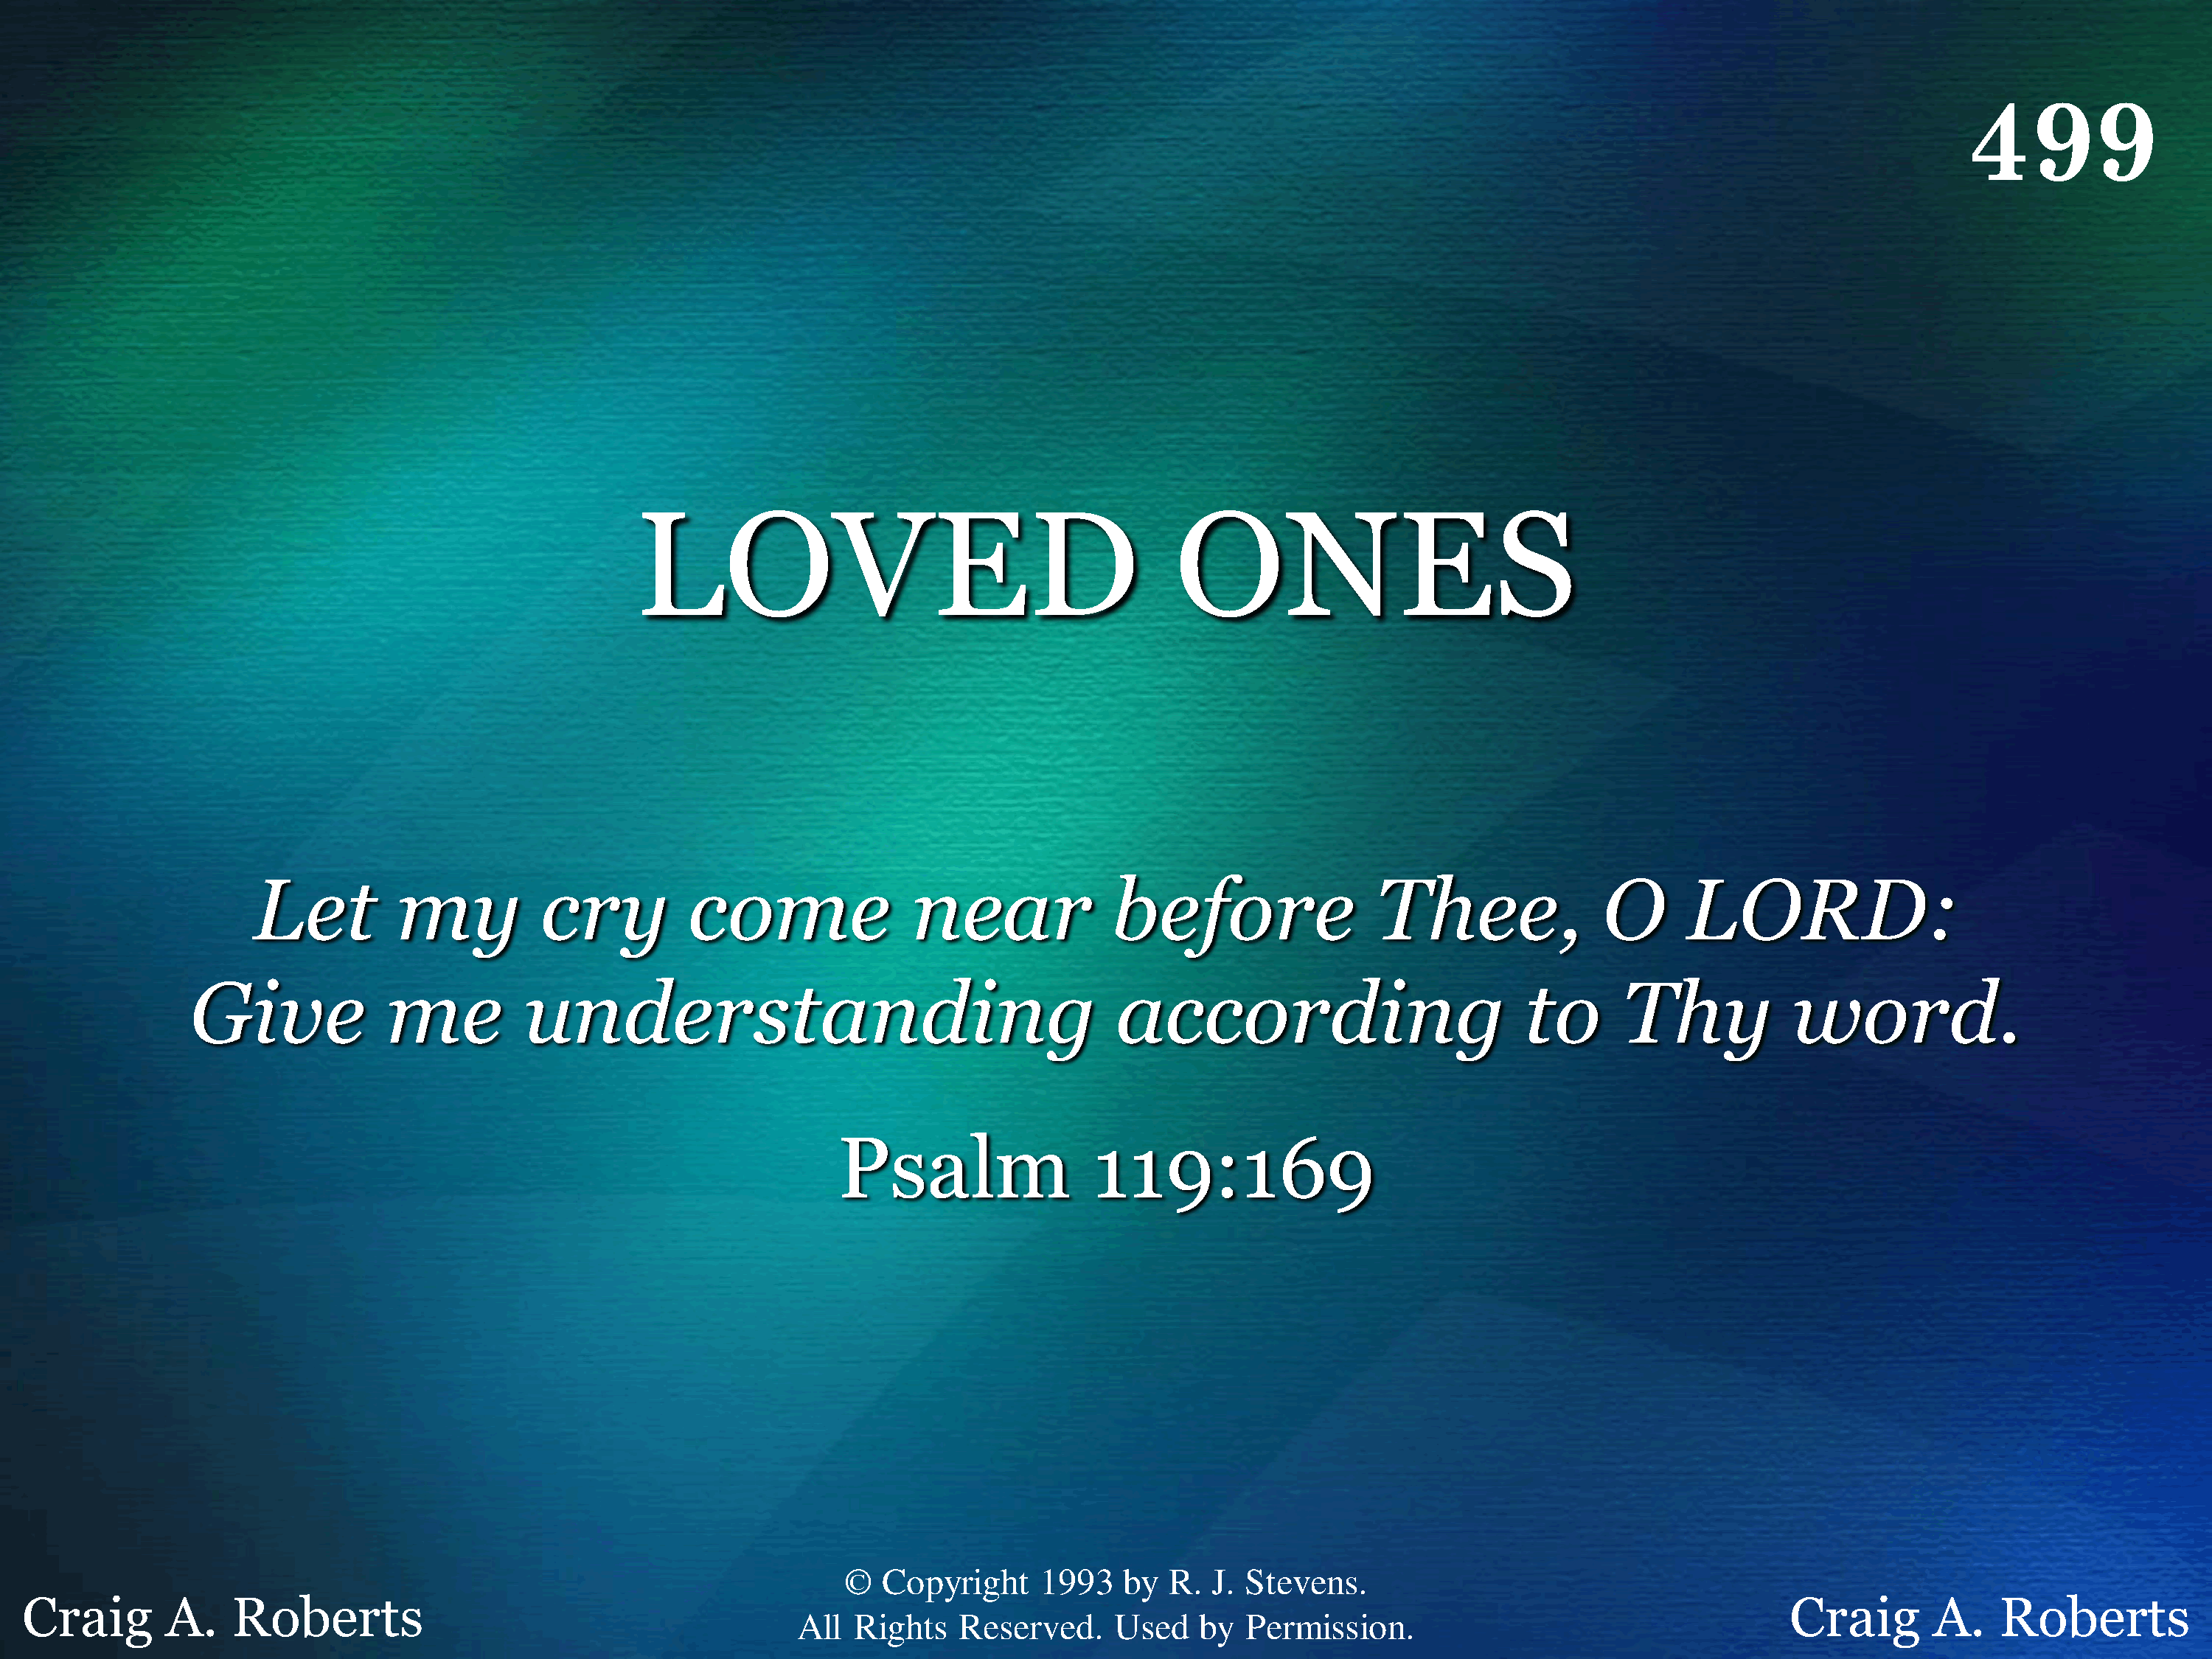 499
LOVED ONES
Let my cry come near before Thee, O LORD:
Give me understanding according to Thy word.
Psalm 119:169
© Copyright 1993 by R. J. Stevens.
All Rights Reserved. Used by Permission.
Craig A. Roberts
Craig A. Roberts